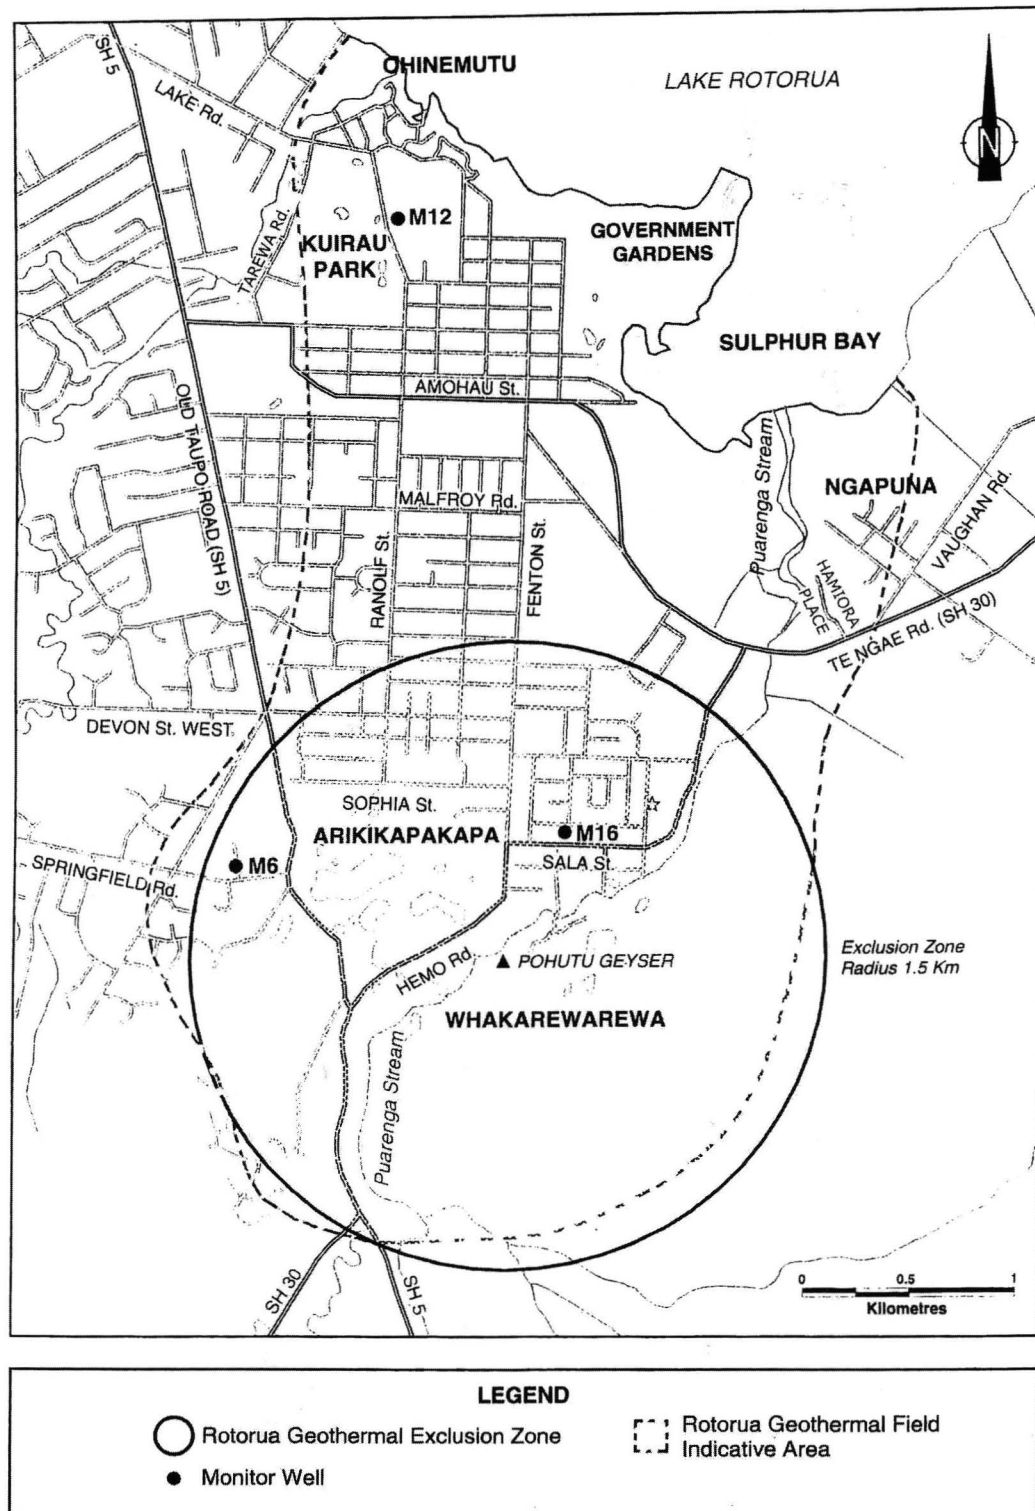 OHINEMUTU
LAKE ROTORUA
SH 5
LAKE Rd.
N
M12
TAREWA Rd.
KUIRAU
PARK
GOVERNMENT
GARDENS
SULPHUR BAY
AMOHAU St.
OLD TAUPO ROAD (SH 5)
Puarenga Stream
NGAPUNA
VAUGHAN Rd.
MALFROY Rd.
RANOLF St.
FENTON St.
HAMIORA
PLACE
TE NGAE Rd. (SH 30)
DEVON St. WEST
SOPHIA St.
ARIKIKAPAKAPA
M16
SALA St.
SPRINGFIELD Rd.
M6
HEMO Rd.
POHUTU GEYSER
Exclusion Zone
Radius 1.5 Km
WHAKAREWAREWA
Puarenga Stream
SH 30
SH 5
0 0.5 1
Kilometres
LEGEND
Rotorua Geothermal Exclusion Zone
Monitor Well
Rotorua Geothermal Field
Indicative Area